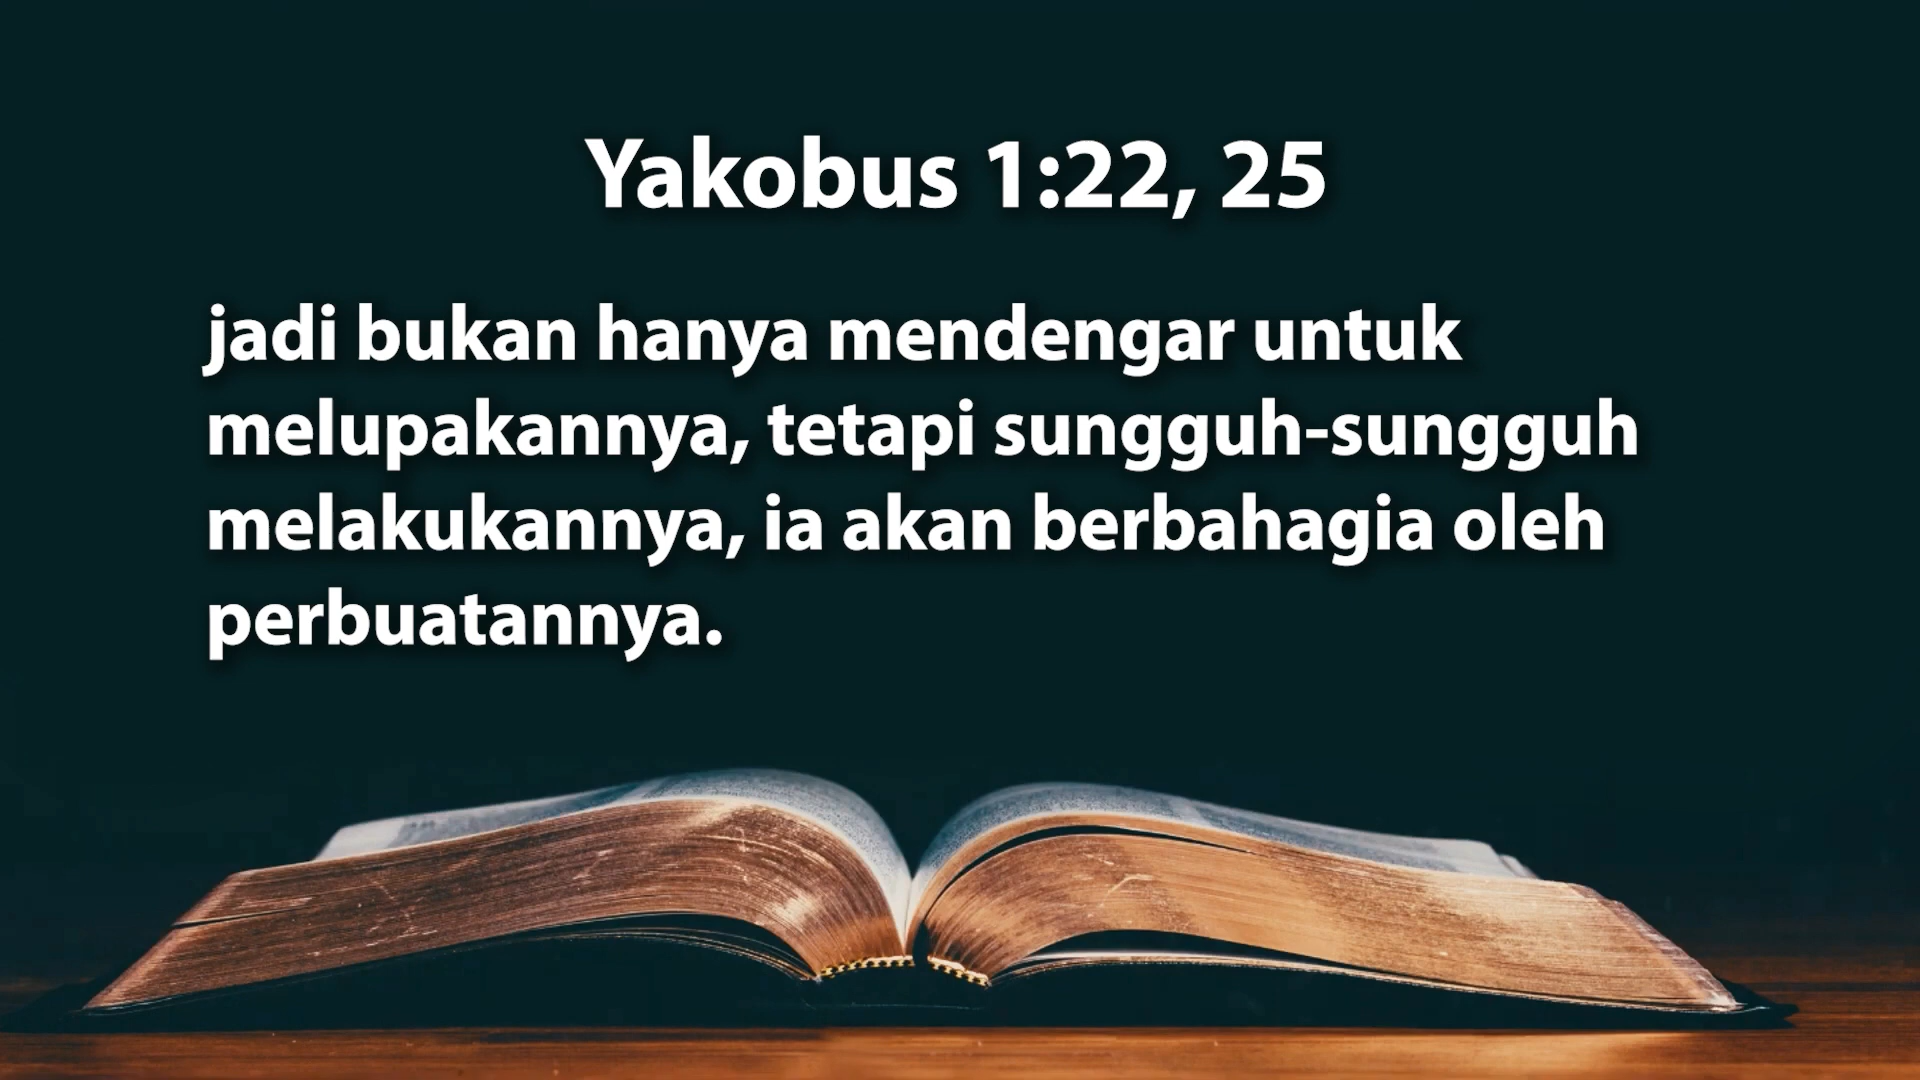 Yakobus 1:22, 25
jadi bukan hanya mendengar untuk
melupakannya, tetapi sungguh-sungguh
melakukannya, ia akan berbahagia oleh
perbuatannya.